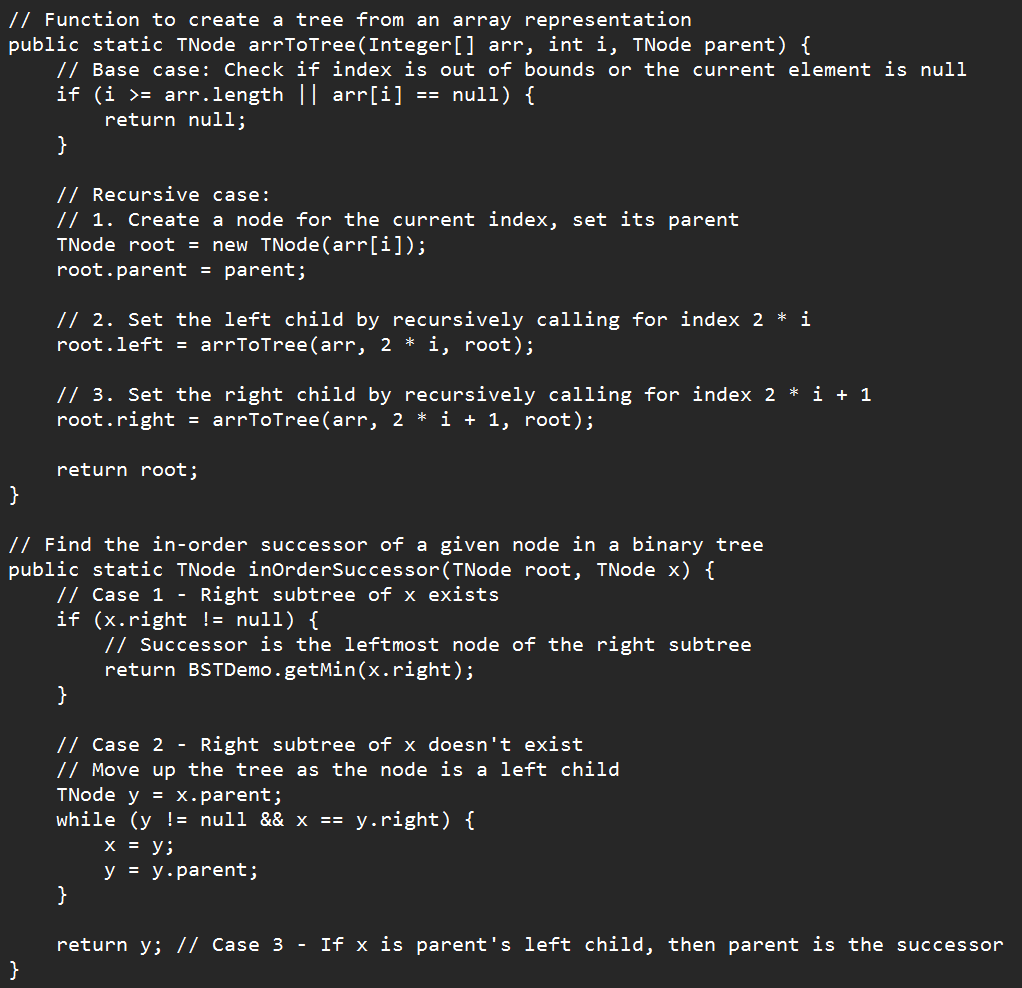 // Function to create a tree from an array representation
public static TNode arrToTree(Integer[] arr, int i, TNode parent) {
    // Base case: Check if index is out of bounds or the current element is null
    if (i >= arr.length || arr[i] == null) {
        return null;
    }

    // Recursive case:
    // 1. Create a node for the current index, set its parent
    TNode root = new TNode(arr[i]);
    root.parent = parent;

    // 2. Set the left child by recursively calling for index 2 * i
    root.left = arrToTree(arr, 2 * i, root);

    // 3. Set the right child by recursively calling for index 2 * i + 1
    root.right = arrToTree(arr, 2 * i + 1, root);

    return root;
}

// Find the in-order successor of a given node in a binary tree
public static TNode inOrderSuccessor(TNode root, TNode x) {
    // Case 1 - Right subtree of x exists
    if (x.right != null) {
        // Successor is the leftmost node of the right subtree
        return BSTDemo.getMin(x.right);
    }

    // Case 2 - Right subtree of x doesn't exist
    // Move up the tree as the node is a left child
    TNode y = x.parent;
    while (y != null && x == y.right) {
        x = y;
        y = y.parent;
    }

    return y; // Case 3 - If x is parent's left child, then parent is the successor
}